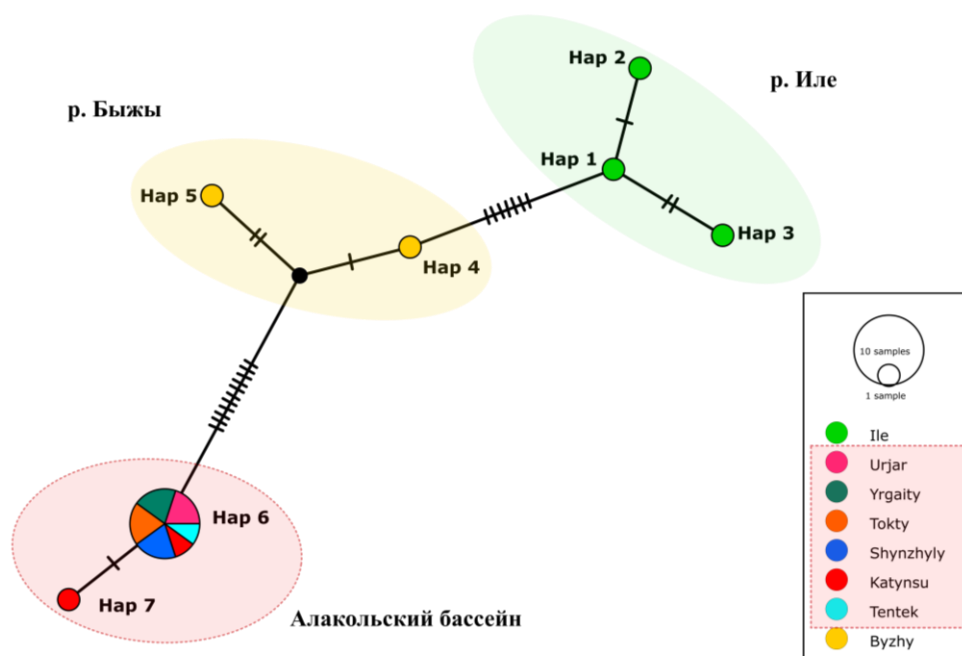 Hap 2
р. Иле
р. Быжы
Hap 1
Hap 5
Hap 3
Hap 4
10 samples
1 sample
Ile
Urjar
Hap 6
Yrgaity
Tokty
Shynzhyly
Katynsu
Hap 7
Tentek
Алакольский бассейн
Byzhy